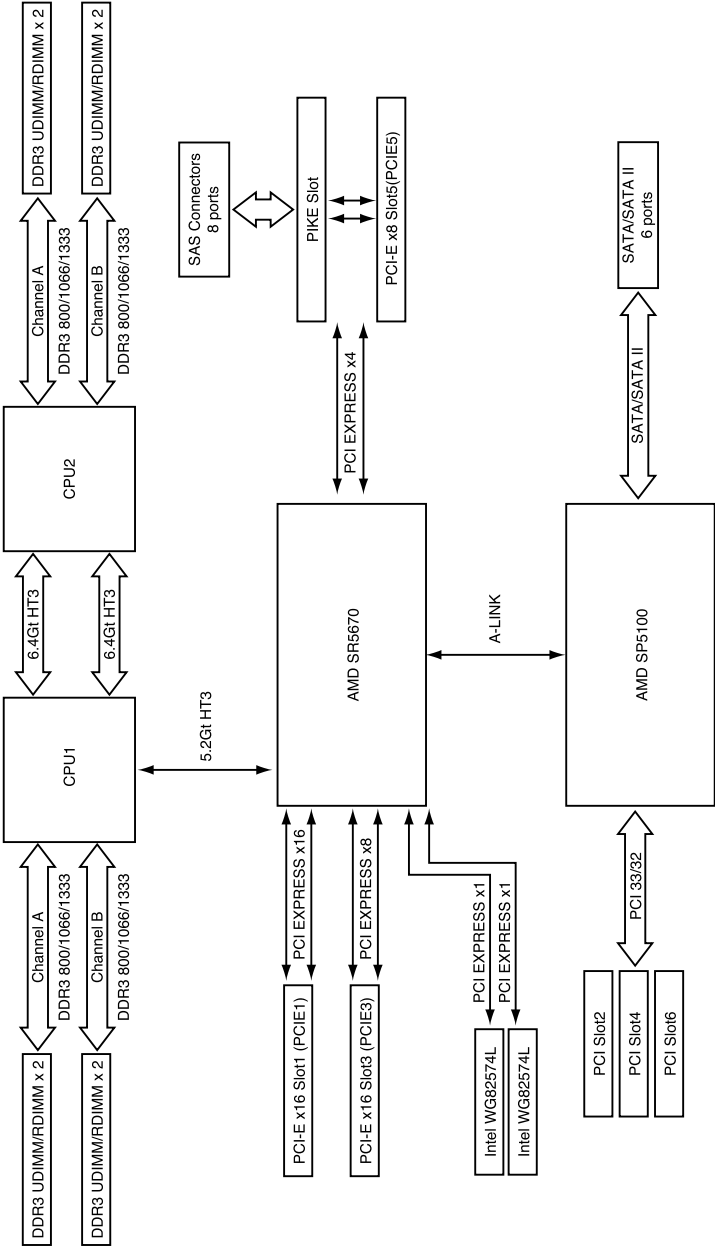 DDR3 UDIMM/RDIMM x 2
DDR3 UDIMM/RDIMM x 2
Channel A
DDR3 800/1066/1333
Channel B
DDR3 800/1066/1333
CPU1
6.4Gt HT3
6.4Gt HT3
CPU2
Channel A
DDR3 800/1066/1333
Channel B
DDR3 800/1066/1333
DDR3 UDIMM/RDIMM x 2
DDR3 UDIMM/RDIMM x 2
5.2Gt HT3
SAS Connectors
8 ports
PCI-E x16 Slot1 (PCIE1)
PCI EXPRESS x16
PCI-E x16 Slot3 (PCIE3)
PCI EXPRESS x8
AMD SR5670
PCI EXPRESS x4
PIKE Slot
PCI-E x8 Slot5(PCIE5)
Intel WG82574L
PCI EXPRESS x1
Intel WG82574L
PCI EXPRESS x1
A-LINK
PCI Slot2
PCI Slot4
PCI Slot6
PCI 33/32
AMD SP5100
SATA/SATA II
SATA/SATA II
6 ports